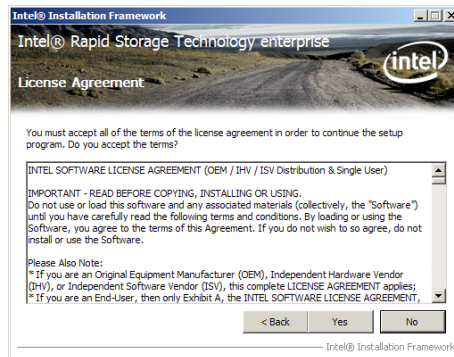 Intel® Installation Framework
Intel® Rapid Storage Technology enterprise
intel
License Agreement
You must accept all of the terms of the license agreement in order to continue the setup
program. Do you accept the terms?
INTEL SOFTWARE LICENSE AGREEMENT (OEM / IHV / ISV Distribution & Single User)
IMPORTANT - READ BEFORE COPYING, INSTALLING OR USING.
Do not use or load this software and any associated materials (collectively, the "Software")
until you have carefully read the following terms and conditions. By loading or using the
Software, you agree to the terms of this Agreement. If you do not wish to so agree, do not
install or use the Software.
Please Also Note:
* If you are an Original Equipment Manufacturer (OEM), Independent Hardware Vendor
(IHV), or Independent Software Vendor (ISV), this complete LICENSE AGREEMENT applies;
* If you are an End-User, then only Exhibit A, the INTEL SOFTWARE LICENSE AGREEMENT,
< Back Yes No
Intel® Installation Framework